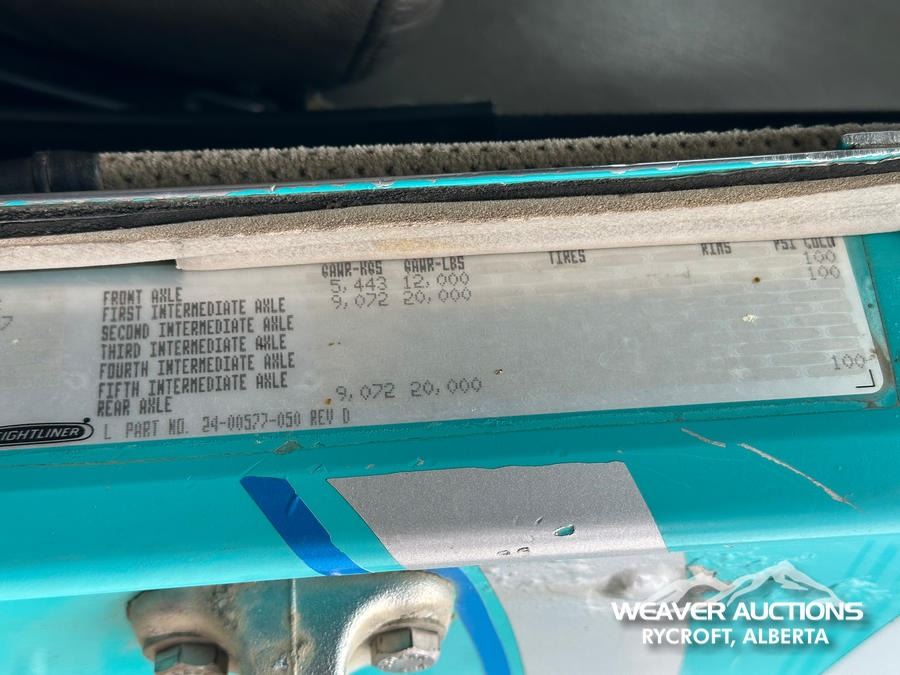 GAWR-KGS GAWR-LBS TIRES RIMS PSI COLD
FRONT AXLE 5,443 12,000 100
FIRST INTERMEDIATE AXLE 9,072 20,000 100
SECOND INTERMEDIATE AXLE
THIRD INTERMEDIATE AXLE
FOURTH INTERMEDIATE AXLE
FIFTH INTERMEDIATE AXLE
REAR AXLE 9,072 20,000 100
IGHTLINER L PART NO. 24-00577-050 REV D
WEAVER AUCTIONS
RYCROFT, ALBERTA